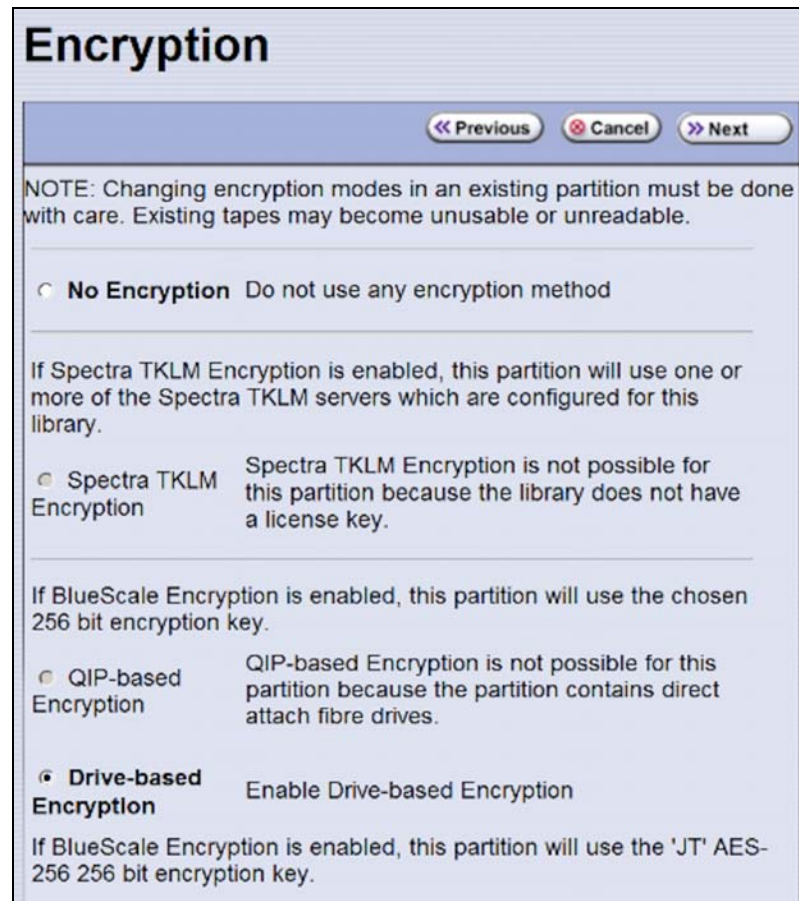 Encryption
Previous Cancel Next
NOTE: Changing encryption modes in an existing partition must be done
with care. Existing tapes may become unusable or unreadable.
No Encryption Do not use any encryption method
If Spectra TKLM Encryption is enabled, this partition will use one or
more of the Spectra TKLM servers which are configured for this
library.
Spectra TKLM
Encryption
Spectra TKLM Encryption is not possible for
this partition because the library does not have
a license key.
If BlueScale Encryption is enabled, this partition will use the chosen
256 bit encryption key.
QIP-based
Encryption
QIP-based Encryption is not possible for this
partition because the partition contains direct
attach fibre drives.
Drive-based
Encryption
Enable Drive-based Encryption
If BlueScale Encryption is enabled, this partition will use the 'JT' AES-
256 256 bit encryption key.